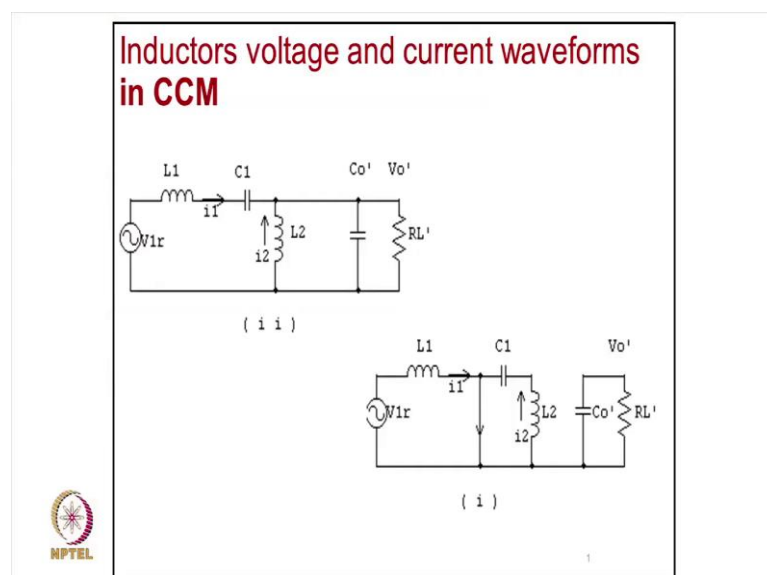 Inductors voltage and current waveforms
in CCM
L1 C1 Co' Vo'
i1
V1r L2 RL'
i2
( i i )
L1 C1 Vo'
i1
V1r L2 Co' RL'
i2
( i )
NPTEL
1